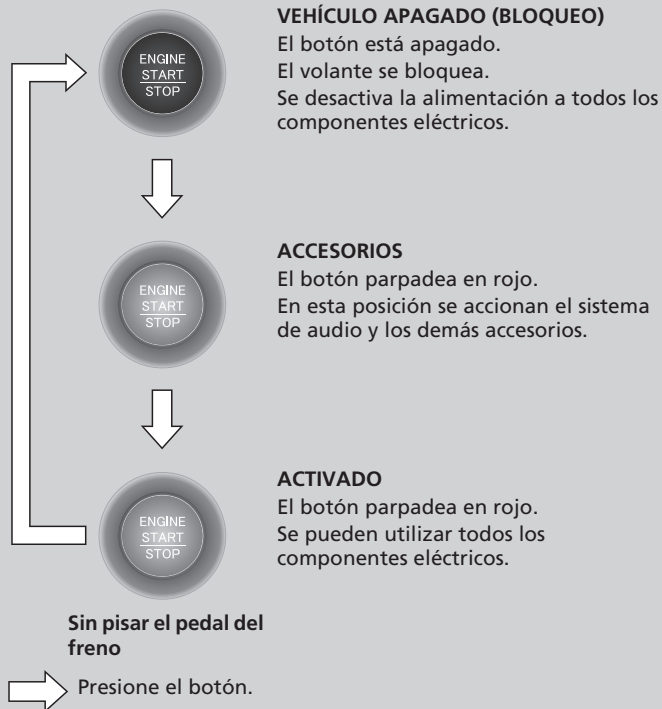 VEHÍCULO APAGADO (BLOQUEO)
El botón está apagado.
El volante se bloquea.
Se desactiva la alimentación a todos los
componentes eléctricos.
ENGINE
START
STOP
ACCESORIOS
El botón parpadea en rojo.
En esta posición se accionan el sistema
de audio y los demás accesorios.
ENGINE
START
STOP
ACTIVADO
El botón parpadea en rojo.
Se pueden utilizar todos los
componentes eléctricos.
ENGINE
START
STOP
Sin pisar el pedal del
freno
Presione el botón.